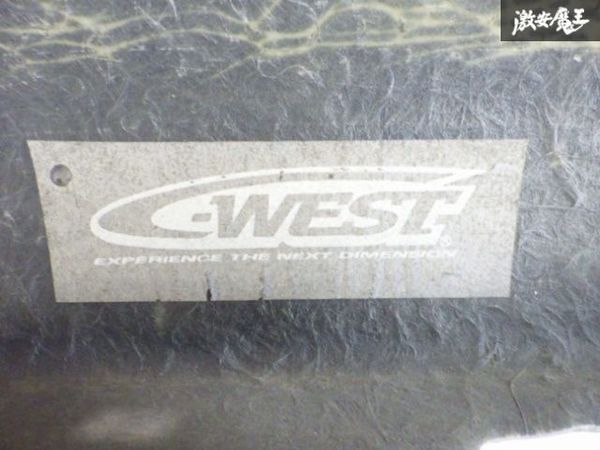 激安魔王
C-WEST®
EXPERIENCE THE NEXT DIMENSION